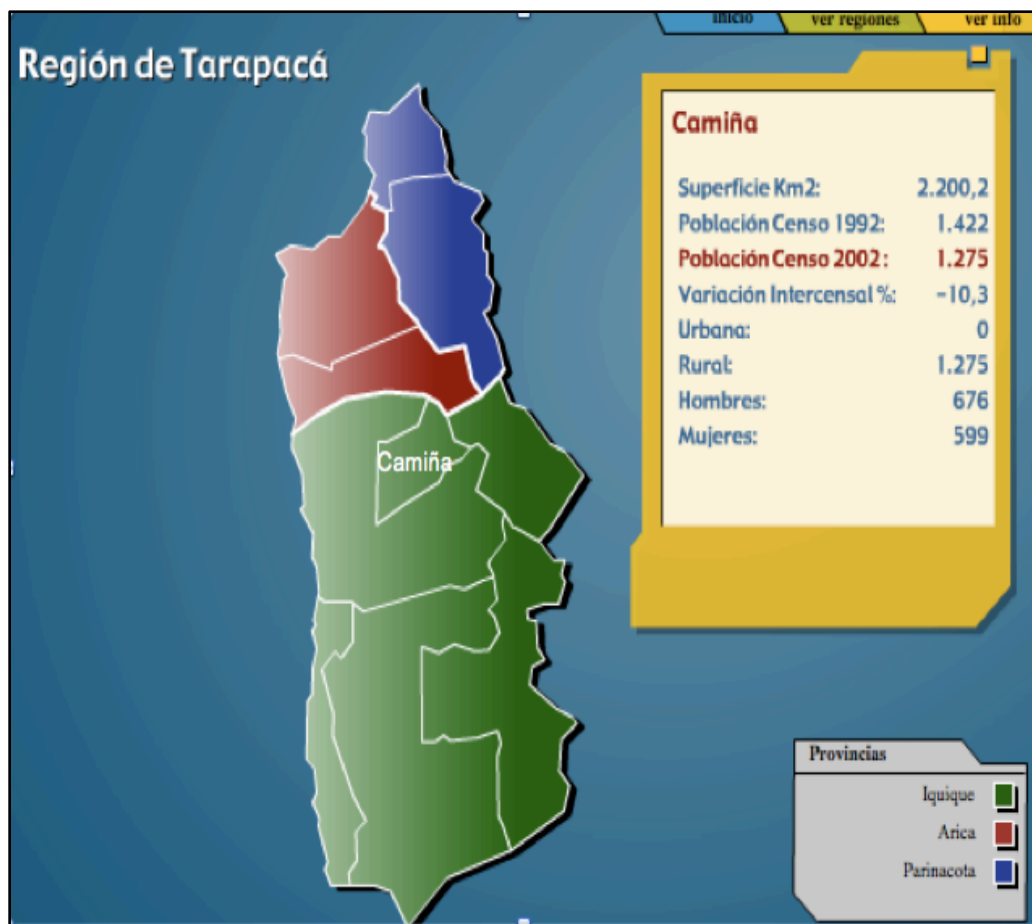 inicio ver regiones ver info
Región de Tarapacá
Camiña
Superficie Km2: 2.200,2
Población Censo 1992: 1.422
Población Censo 2002: 1.275
Variación Intercensal %: -10,3
Urbana: 0
Rural: 1.275
Hombres: 676
Mujeres: 599
Camiña
Provincias
Iquique
Arica
Parinacota